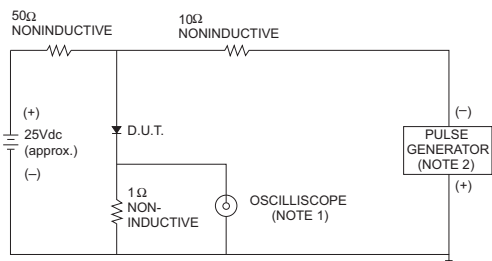 50Ω
NONINDUCTIVE
10Ω
NONINDUCTIVE
(+)
25Vdc
(approx.)
(–)
D.U.T.
1Ω
NON-
INDUCTIVE
OSCILLISCOPE
(NOTE 1)
(–)
PULSE
GENERATOR
(NOTE 2)
(+)